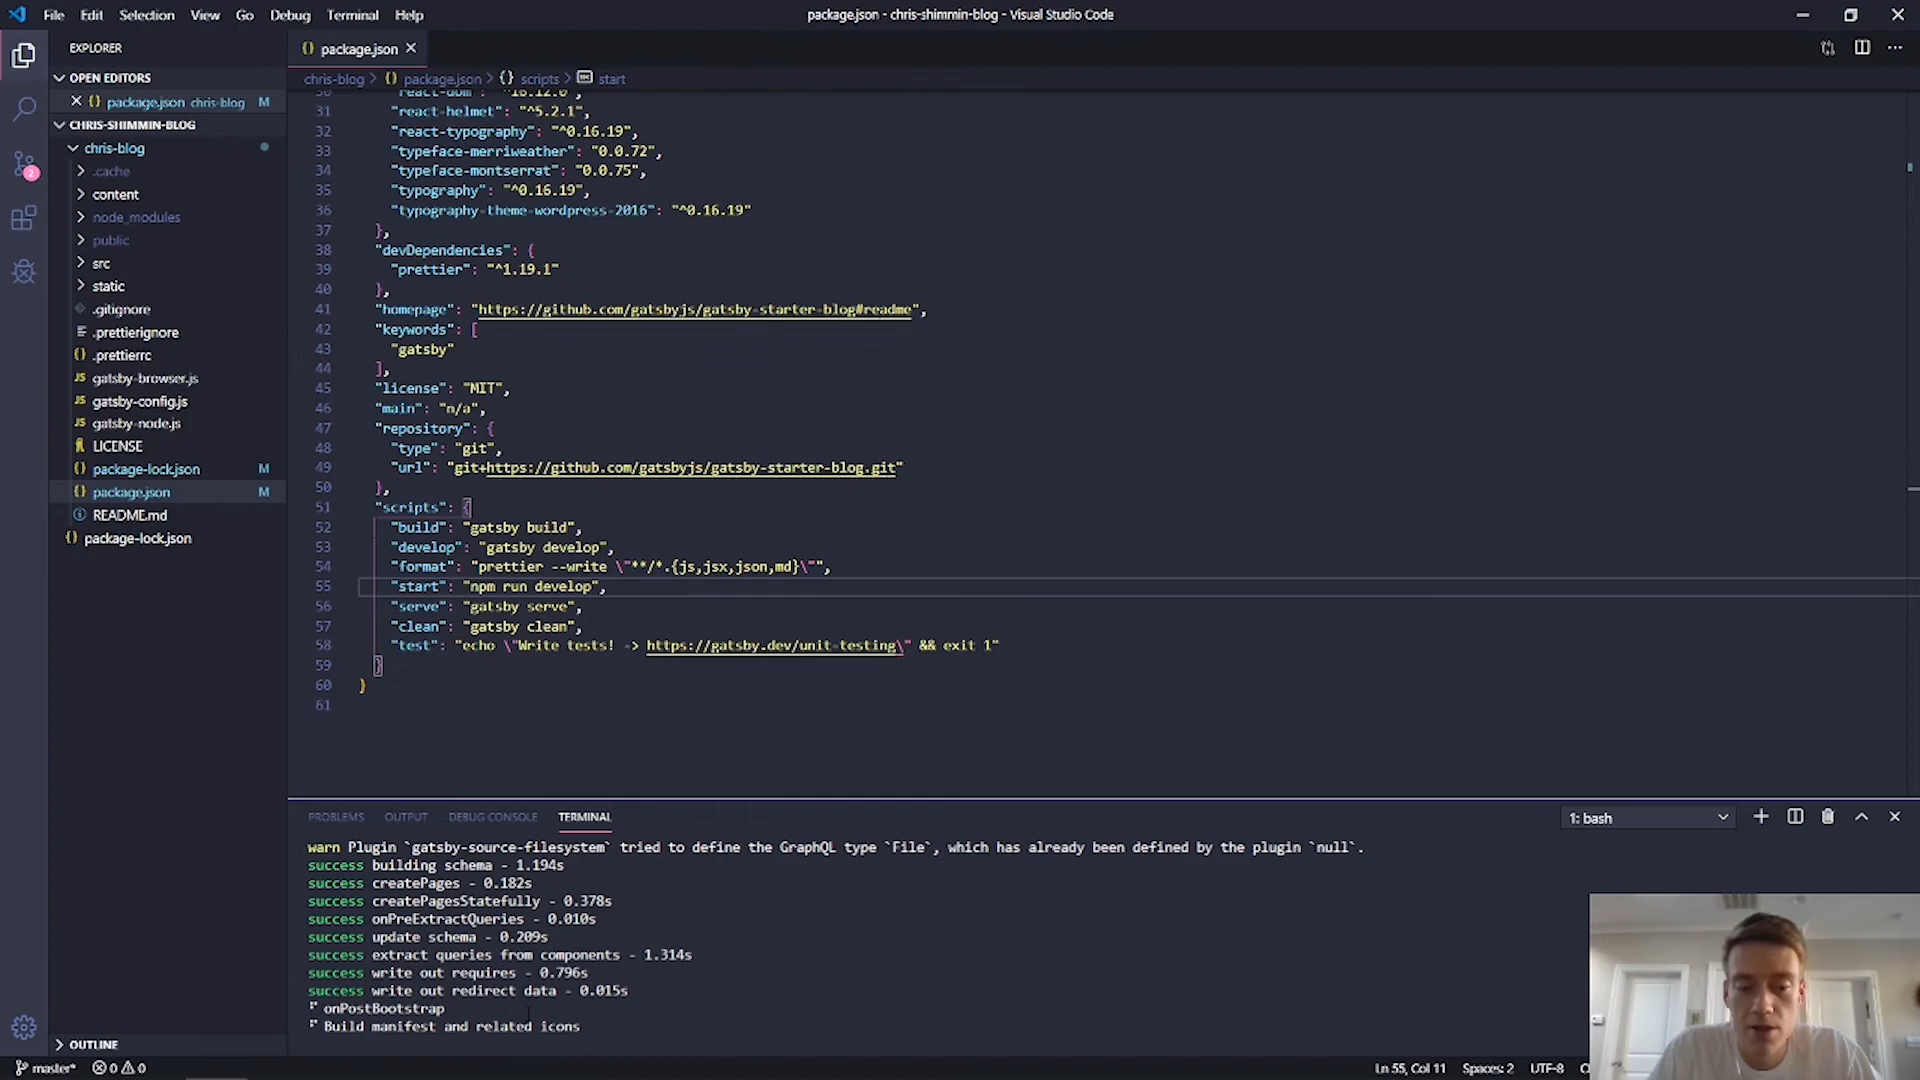 File Edit Selection View Go Debug Terminal Help
package.json - chris-shimmin-blog - Visual Studio Code
EXPLORER
OPEN EDITORS
package.json chris-blog M
CHRIS-SHIMMIN-BLOG
chris-blog
.cache
content
node_modules
public
src
static
.gitignore
.prettierignore
.prettierrc
JS gatsby-browser.js
JS gatsby-config.js
JS gatsby-node.js
LICENSE
package-lock.json M
package.json M
README.md
package-lock.json
OUTLINE
2
{} package.json
chris-blog > {} package.json > {} scripts > start
30 "react-dom": "^16.12.0",
31 "react-helmet": "^5.2.1",
32 "react-typography": "^0.16.19",
33 "typeface-merriweather": "0.0.72",
34 "typeface-montserrat": "0.0.75",
35 "typography": "^0.16.19",
36 "typography-theme-wordpress-2016": "^0.16.19"
37 },
38 "devDependencies": {
39 "prettier": "^1.19.1"
40 },
41 "homepage": "https://github.com/gatsbyjs/gatsby-starter-blog#readme",
42 "keywords": [
43 "gatsby"
44 ],
45 "license": "MIT",
46 "main": "n/a",
47 "repository": {
48 "type": "git",
49 "url": "git+https://github.com/gatsbyjs/gatsby-starter-blog.git"
50 },
51 "scripts": {
52 "build": "gatsby build",
53 "develop": "gatsby develop",
54 "format": "prettier --write \"**/*.{js,jsx,json,md}\"",
55 "start": "npm run develop",
56 "serve": "gatsby serve",
57 "clean": "gatsby clean",
58 "test": "echo \"Write tests! -> https://gatsby.dev/unit-testing\" && exit 1"
59 }
60 }
61
PROBLEMS OUTPUT DEBUG CONSOLE TERMINAL
1: bash
warn Plugin `gatsby-source-filesystem` tried to define the GraphQL type `File`, which has already been defined by the plugin `null`.
success building schema - 1.194s
success createPages - 0.182s
success createPagesStatefully - 0.378s
success onPreExtractQueries - 0.010s
success update schema - 0.209s
success extract queries from components - 1.314s
success write out requires - 0.796s
success write out redirect data - 0.015s
onPostBootstrap
Build manifest and related icons
master* 0 0
Ln 55, Col 11 Spaces: 2 UTF-8